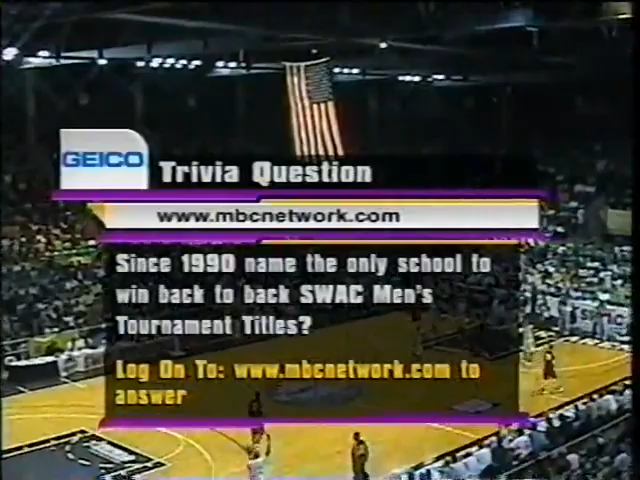 GEICO
Trivia Question
www.mbcnetwork.com
Since 1990 name the only school to
win back to back SWAC Men's
Tournament Titles?
Log On To: www.mbcnetwork.com to
answer